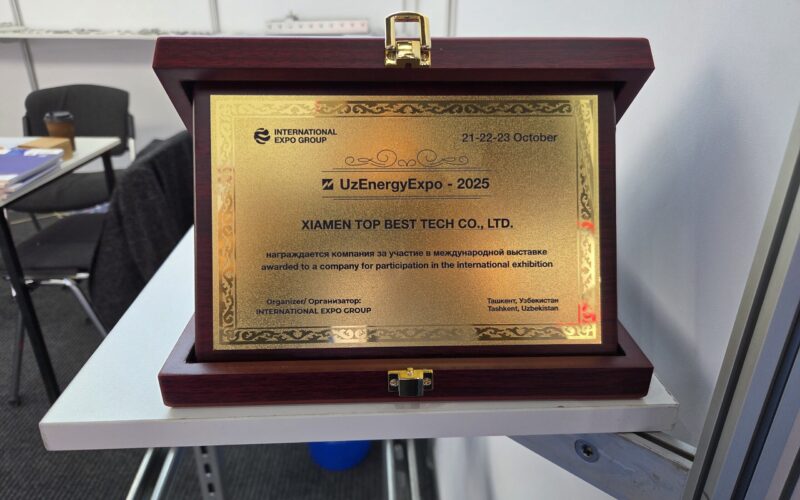 INTERNATIONAL
EXPO GROUP
21-22-23 October
UzEnergyExpo - 2025
XIAMEN TOP BEST TECH CO., LTD.
награждается компания за участие в международной выставке
awarded to a company for participation in the international exhibition
Organizer/ Организатор:
INTERNATIONAL EXPO GROUP
Ташкент, Узбекистан
Tashkent, Uzbekistan